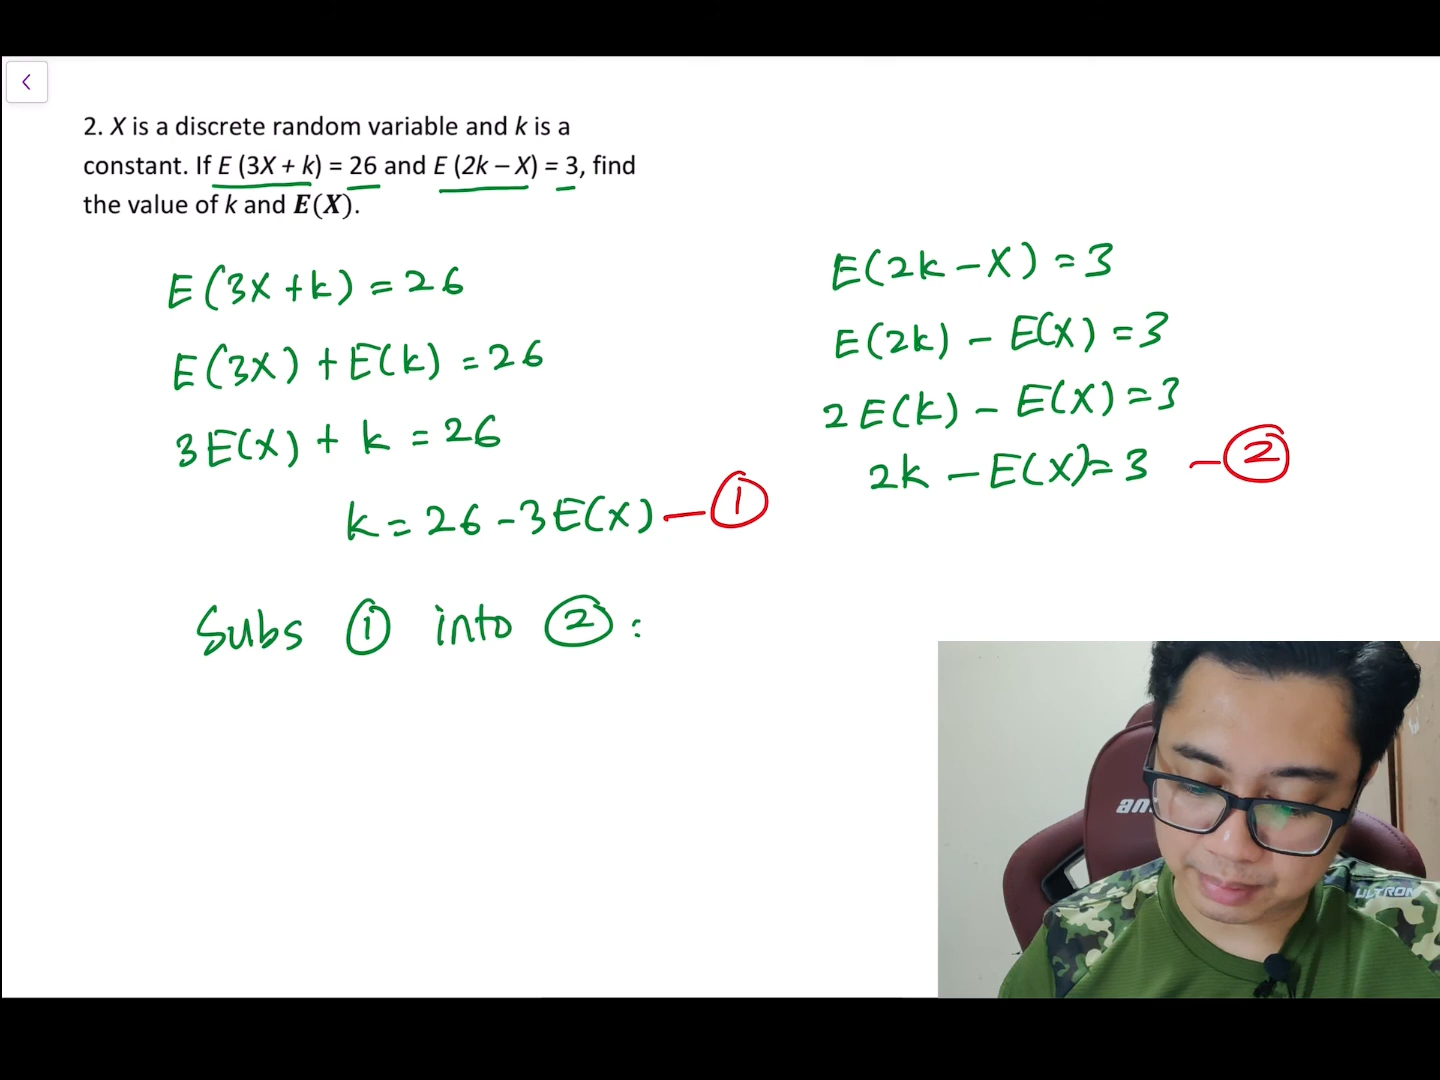 2. X is a discrete random variable and k is a
constant. If E (3X + k) = 26 and E (2k – X) = 3, find
the value of k and E(X).
E(3X+k) = 26
E(3X) + E(k) = 26
3E(X) + k = 26
k = 26 - 3E(X) — ①
E(2k - X) = 3
E(2k) - E(X) = 3
2E(k) - E(X) = 3
2k - E(X) = 3 — ②
Subs ① into ② :
ULTRON